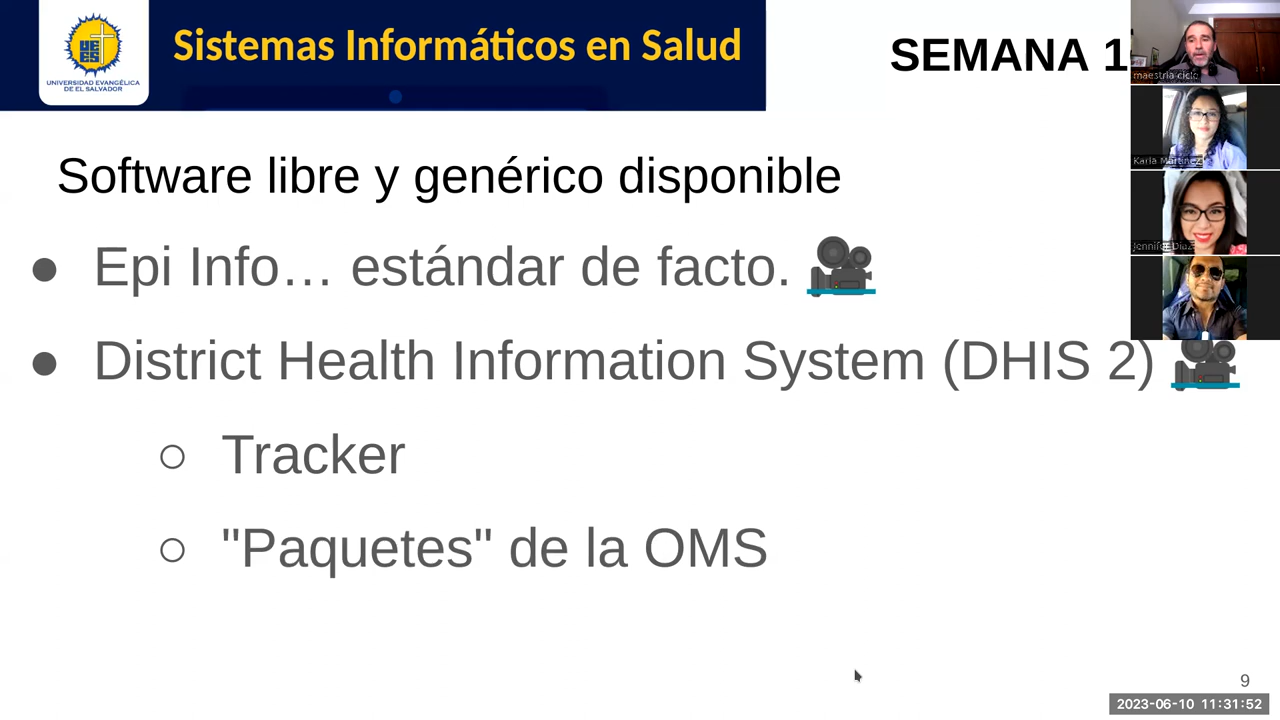 UNIVERSIDAD EVANGÉLICA
DE EL SALVADOR
Sistemas Informáticos en Salud
SEMANA 1
maestria ciclo
Karla Martinez
Jennifer Diaz
Software libre y genérico disponible
● Epi Info… estándar de facto. 🎥
● District Health Information System (DHIS 2) 🎥
○ Tracker
○ "Paquetes" de la OMS
9
2023-06-10 11:31:52